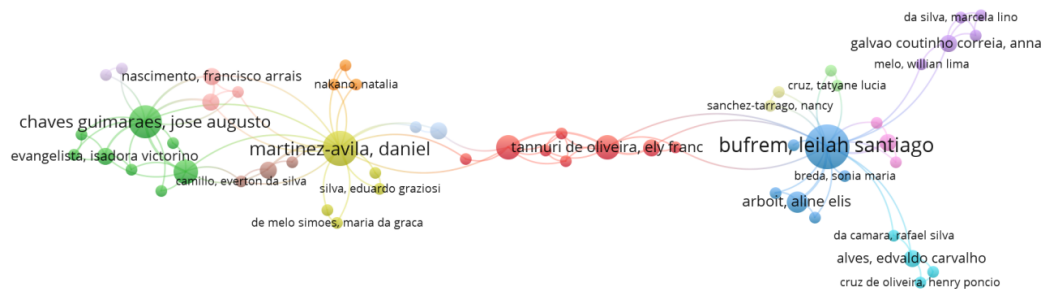 da silva, marcela lino
galvao coutinho correia, anna
melo, willian lima
nascimento, francisco arrais
nakano, natalia
cruz, tatyane lucia
sanchez-tarrago, nancy
chaves guimaraes, jose augusto
martinez-avila, daniel
tannuri de oliveira, ely franc
bufrem, leilah santiago
evangelista, isadora victorino
camillo, everton da silva
silva, eduardo graziosi
breda, sonia maria
arboit, aline elis
de melo simoes, maria da graca
da camara, rafael silva
alves, edvaldo carvalho
cruz de oliveira, henry poncio